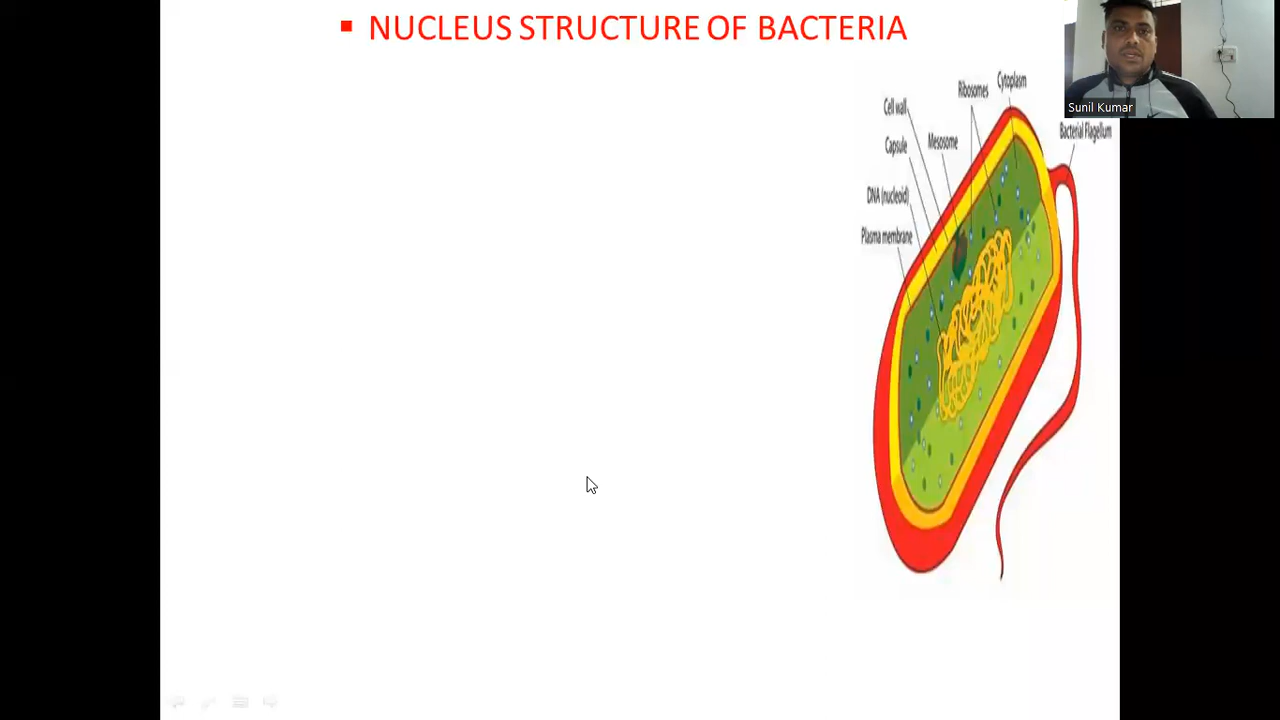 NUCLEUS STRUCTURE OF BACTERIA
Sunil Kumar
Cytoplasm
Ribosomes
Cell wall
Bacterial Flagellum
Mesosome
Capsule
DNA (nucleoid)
Plasma membrane